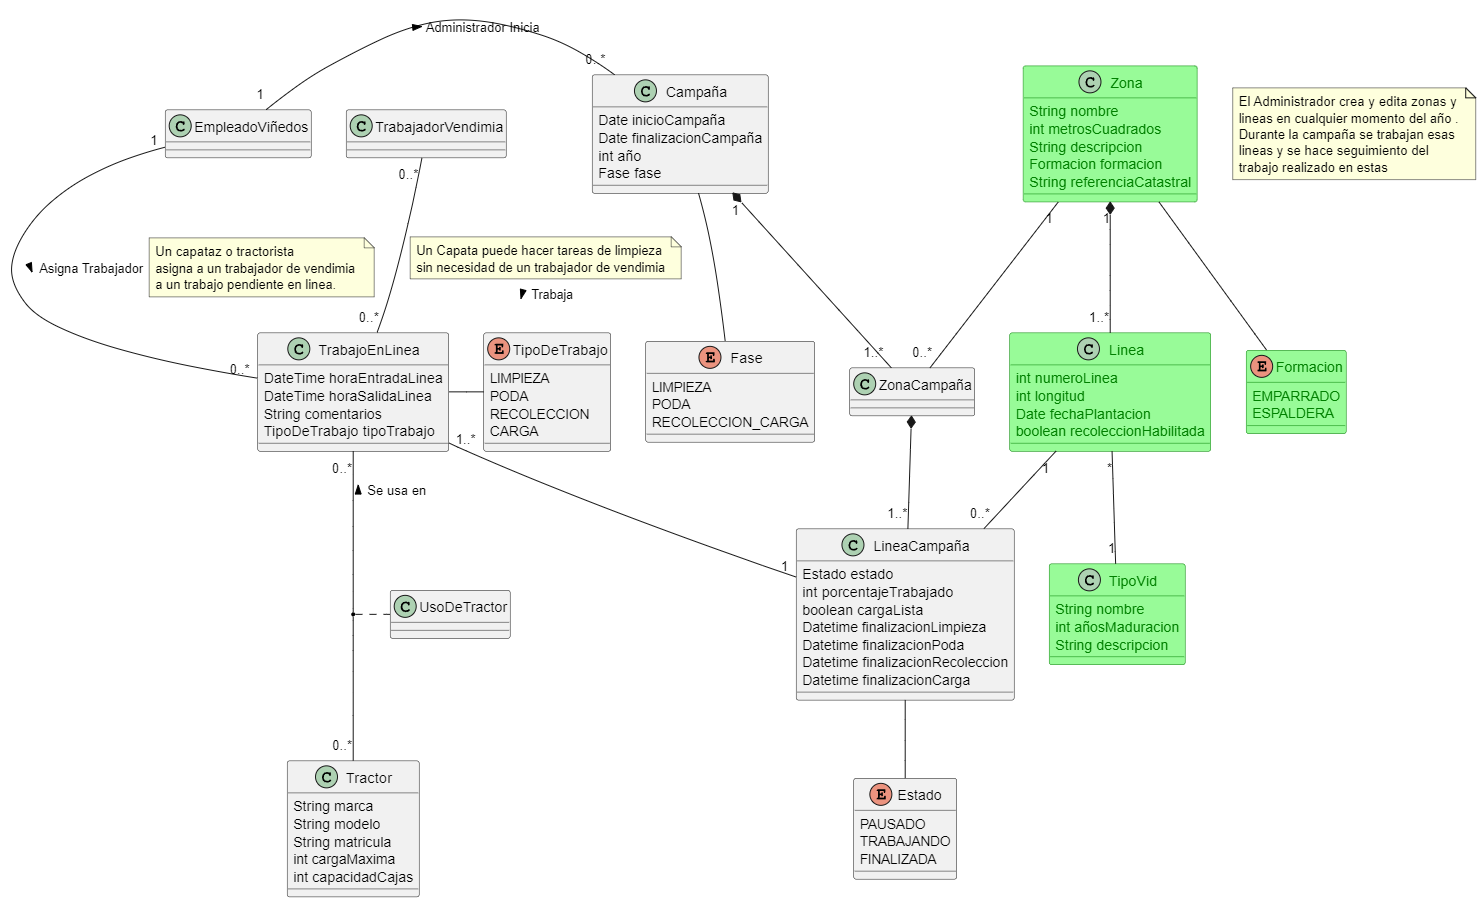 Administrador Inicia
0..*
1
C EmpleadoViñedos
1
C TrabajadorVendimia
0..*
C Campaña
Date inicioCampaña
Date finalizacionCampaña
int año
Fase fase
1
C Zona
String nombre
int metrosCuadrados
String descripcion
Formacion formacion
String referenciaCatastral
1
1
El Administrador crea y edita zonas y
lineas en cualquier momento del año .
Durante la campaña se trabajan esas
lineas y se hace seguimiento del
trabajo realizado en estas
Asigna Trabajador
Un capataz o tractorista
asigna a un trabajador de vendimia
a un trabajo pendiente en linea.
Un Capata puede hacer tareas de limpieza
sin necesidad de un trabajador de vendimia
Trabaja
0..*
0..*
C TrabajoEnLinea
DateTime horaEntradaLinea
DateTime horaSalidaLinea
String comentarios
TipoDeTrabajo tipoTrabajo
E TipoDeTrabajo
LIMPIEZA
PODA
RECOLECCION
CARGA
E Fase
LIMPIEZA
PODA
RECOLECCION_CARGA
1..*
0..*
C ZonaCampaña
1..*
C Linea
int numeroLinea
int longitud
Date fechaPlantacion
boolean recoleccionHabilitada
E Formacion
EMPARRADO
ESPALDERA
1..*
0..*
Se usa en
1
*
1..*
0..*
1
1
C LineaCampaña
Estado estado
int porcentajeTrabajado
boolean cargaLista
Datetime finalizacionLimpieza
Datetime finalizacionPoda
Datetime finalizacionRecoleccion
Datetime finalizacionCarga
C TipoVid
String nombre
int añosMaduracion
String descripcion
C UsoDeTractor
0..*
C Tractor
String marca
String modelo
String matricula
int cargaMaxima
int capacidadCajas
E Estado
PAUSADO
TRABAJANDO
FINALIZADA